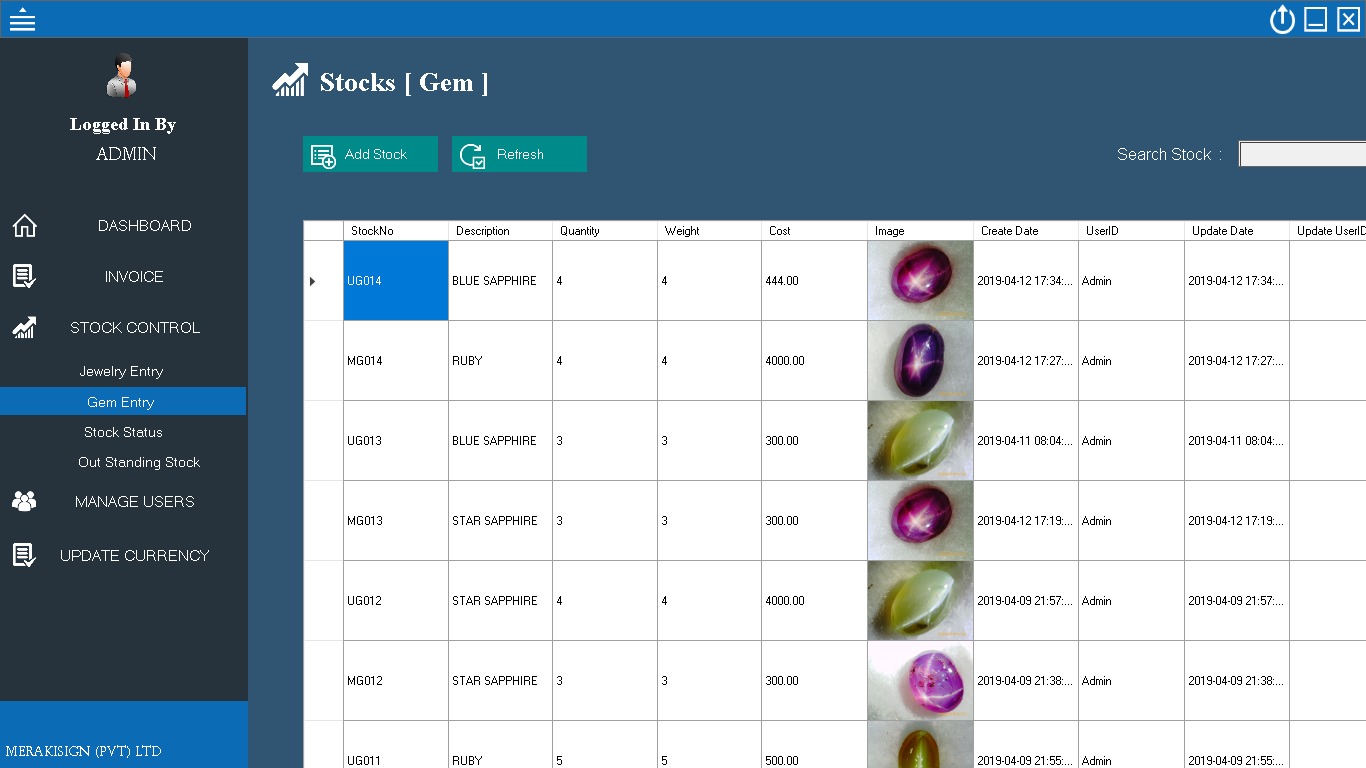 Stocks [ Gem ]
Logged In By
ADMIN
Add Stock
Refresh
Search Stock :
DASHBOARD
INVOICE
STOCK CONTROL
Jewelry Entry
Gem Entry
Stock Status
Out Standing Stock
MANAGE USERS
UPDATE CURRENCY
MERAKISIGN (PVT) LTD
StockNo Description Quantity Weight Cost Image Create Date UserID Update Date Update UserID
UG014 BLUE SAPPHIRE 4 4 444.00 2019-04-12 17:34:... Admin 2019-04-12 17:34:...
MG014 RUBY 4 4 4000.00 2019-04-12 17:27:... Admin 2019-04-12 17:27:...
UG013 BLUE SAPPHIRE 3 3 300.00 2019-04-11 08:04:... Admin 2019-04-11 08:04:...
MG013 STAR SAPPHIRE 3 3 300.00 2019-04-12 17:19:... Admin 2019-04-12 17:19:...
UG012 STAR SAPPHIRE 4 4 4000.00 2019-04-09 21:57:... Admin 2019-04-09 21:57:...
MG012 STAR SAPPHIRE 3 3 300.00 2019-04-09 21:38:... Admin 2019-04-09 21:38:...
UG011 RUBY 5 5 500.00 2019-04-09 21:55:... Admin 2019-04-09 21:55:...